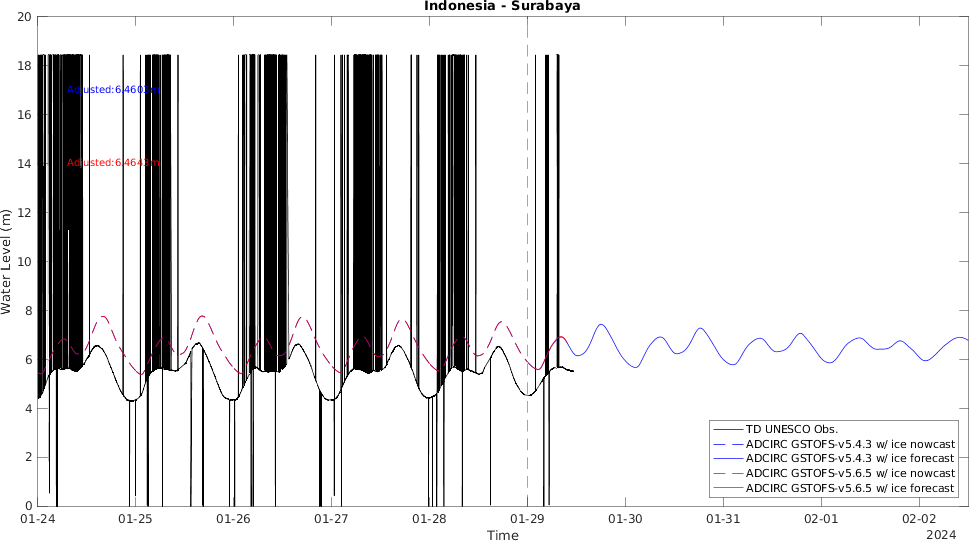 Indonesia - Surabaya
20
18
16
14
12
10
8
6
4
2
0
Water Level (m)
Adjusted:6.4603m
Adjusted:6.4643m
TD UNESCO Obs.
ADCIRC GSTOFS-v5.4.3 w/ ice nowcast
ADCIRC GSTOFS-v5.4.3 w/ ice forecast
ADCIRC GSTOFS-v5.6.5 w/ ice nowcast
ADCIRC GSTOFS-v5.6.5 w/ ice forecast
01-24 01-25 01-26 01-27 01-28 01-29 01-30 01-31 02-01 02-02
Time
2024